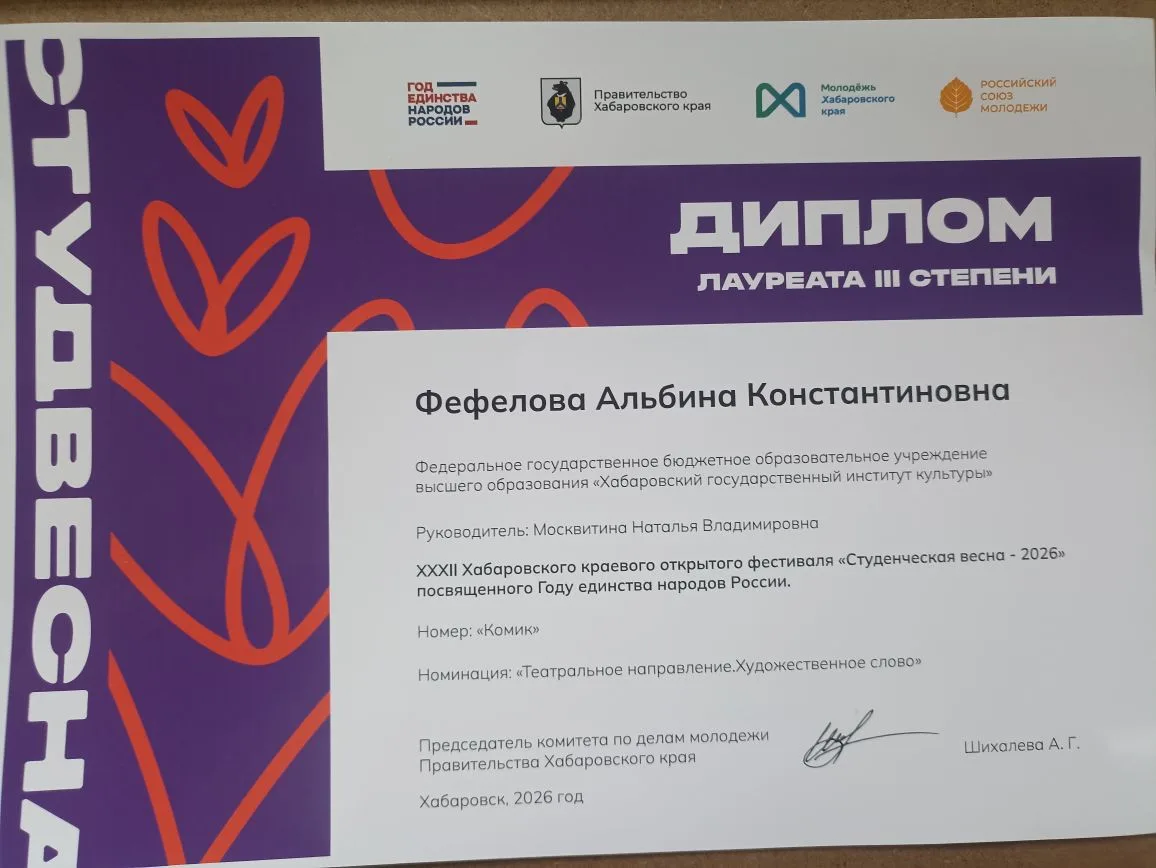 СТУДВЕСНА
ГОД
ЕДИНСТВА
НАРОДОВ
РОССИИ
Правительство
Хабаровского края
Молодёжь
Хабаровского
края
РОССИЙСКИЙ
СОЮЗ
МОЛОДЕЖИ
ДИПЛОМ
ЛАУРЕАТА III СТЕПЕНИ
Фефелова Альбина Константиновна
Федеральное государственное бюджетное образовательное учреждение
высшего образования «Хабаровский государственный институт культуры»
Руководитель: Москвитина Наталья Владимировна
XXXII Хабаровского краевого открытого фестиваля «Студенческая весна - 2026»
посвященного Году единства народов России.
Номер: «Комик»
Номинация: «Театральное направление.Художественное слово»
Председатель комитета по делам молодежи
Правительства Хабаровского края
Шихалева А. Г.
Хабаровск, 2026 год